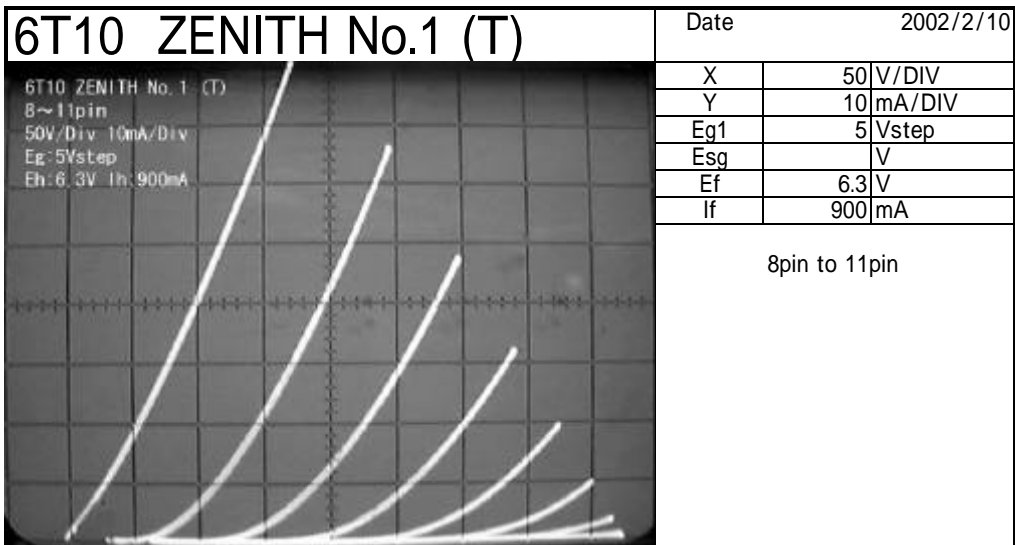 6T10 ZENITH No.1 (T)
Date 2002/2/10
X 50 V/DIV
Y 10 mA/DIV
Eg1 5 Vstep
Esg V
Ef 6.3 V
If 900 mA
8pin to 11pin
6T10 ZENITH No.1 (T)
8~11pin
50V/Div 10mA/Div
Eg:5Vstep
Eh:6.3V Ih:900mA